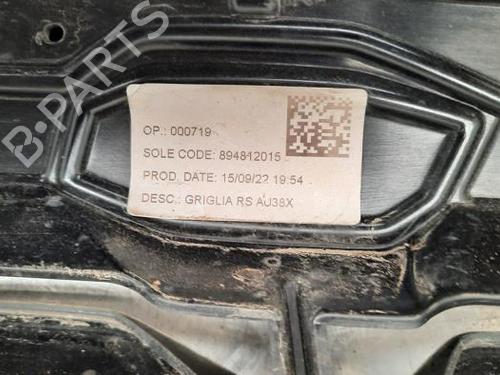 B-PARTS
OP.: 000719
SOLE CODE: 894812015
PROD. DATE: 15/09/22 19:54
DESC.: GRIGLIA RS AU38X